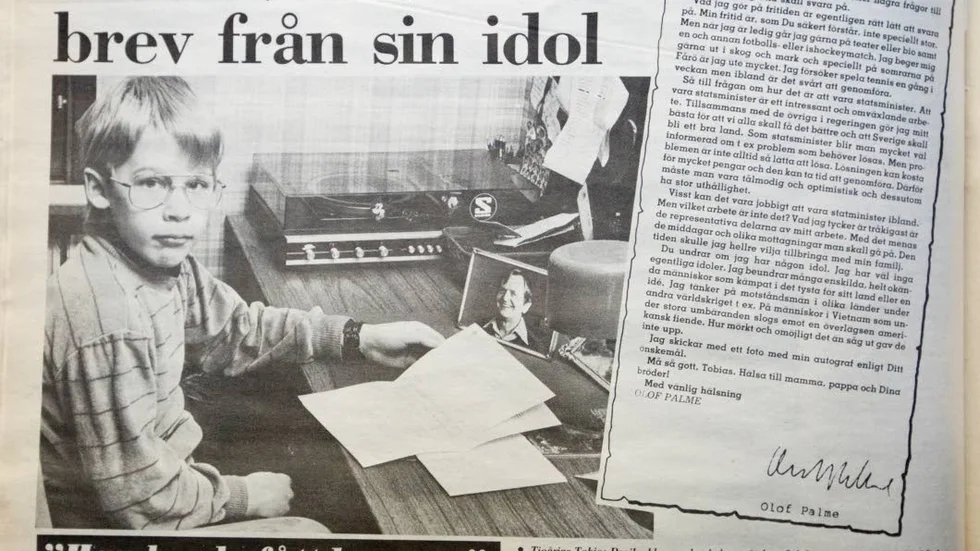 brev från sin idol
några frågor till
skall svara på.
Vad jag gör på fritiden är egentligen rätt lätt att svara
på. Min fritid är, som Du säkert förstår, inte speciellt stor.
Men när jag är ledig går jag gärna på teater eller bio samt
en och annan fotbolls- eller ishockeymatch. Jag beger mig
gärna ut i skog och mark och speciellt på somrarna på
Fårö är jag ute mycket. Jag försöker spela tennis en gång i
veckan men ibland är det svårt att genomföra.
Så till frågan om hur det är att vara statsminister. Att
vara statsminister är ett intressant och omväxlande arbe-
te. Tillsammans med de övriga i regeringen gör jag mitt
bästa för att vi alla skall få det bättre och att Sverige skall
bli ett bra land. Som statsminister blir man mycket väl
informerad om t ex problem som behöver lösas. Men pro-
blemen är inte alltid så lätta att lösa. Lösningen kan kosta
för mycket pengar och den kan ta tid att genomföra. Därför
måste man vara tålmodig och optimistisk och dessutom
ha stor uthållighet.
Visst kan det vara jobbigt att vara statminister ibland.
Men vilket arbete är inte det? Vad jag tycker är tråkigast är
de representativa delarna av mitt arbete. Med det menas
de middagar och olika mottagningar man skall gå på. Den
tiden skulle jag hellre vilja tillbringa med min familj.
Du undrar om jag har någon idol. Jag har väl inga
egentliga idoler. Jag beundrar många enskilda, helt okän-
da människor som kämpat i det tysta för sitt land eller en
idé. Jag tänker på motståndsmän i olika länder under
andra världskriget t ex. På människor i Vietnam som un-
der stora umbäranden slogs emot en överlägsen ameri-
kansk fiende. Hur mörkt och omöjligt det än såg ut gav de
inte upp.
Jag skickar med ett foto med min autograf enligt Ditt
önskemål.
Må så gott, Tobias. Hälsa till mamma, pappa och Dina
bröder!
Med vänlig hälsning
OLOF PALME
Olof Palme